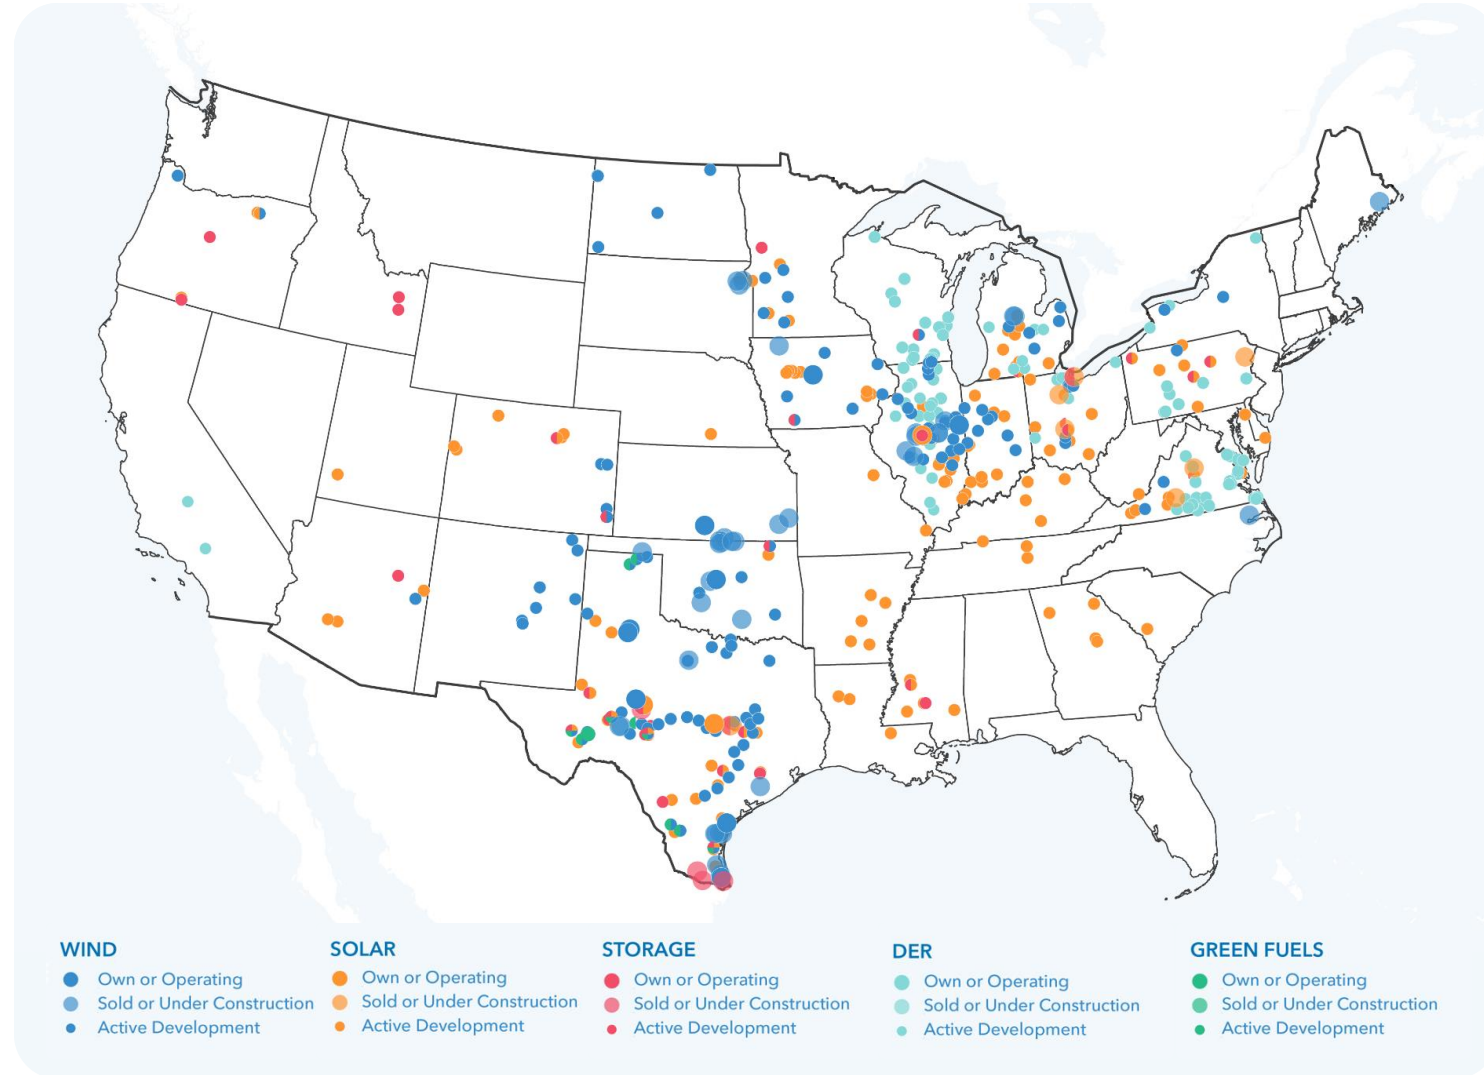 WIND
Own or Operating
Sold or Under Construction
Active Development
SOLAR
Own or Operating
Sold or Under Construction
Active Development
STORAGE
Own or Operating
Sold or Under Construction
Active Development
DER
Own or Operating
Sold or Under Construction
Active Development
GREEN FUELS
Own or Operating
Sold or Under Construction
Active Development